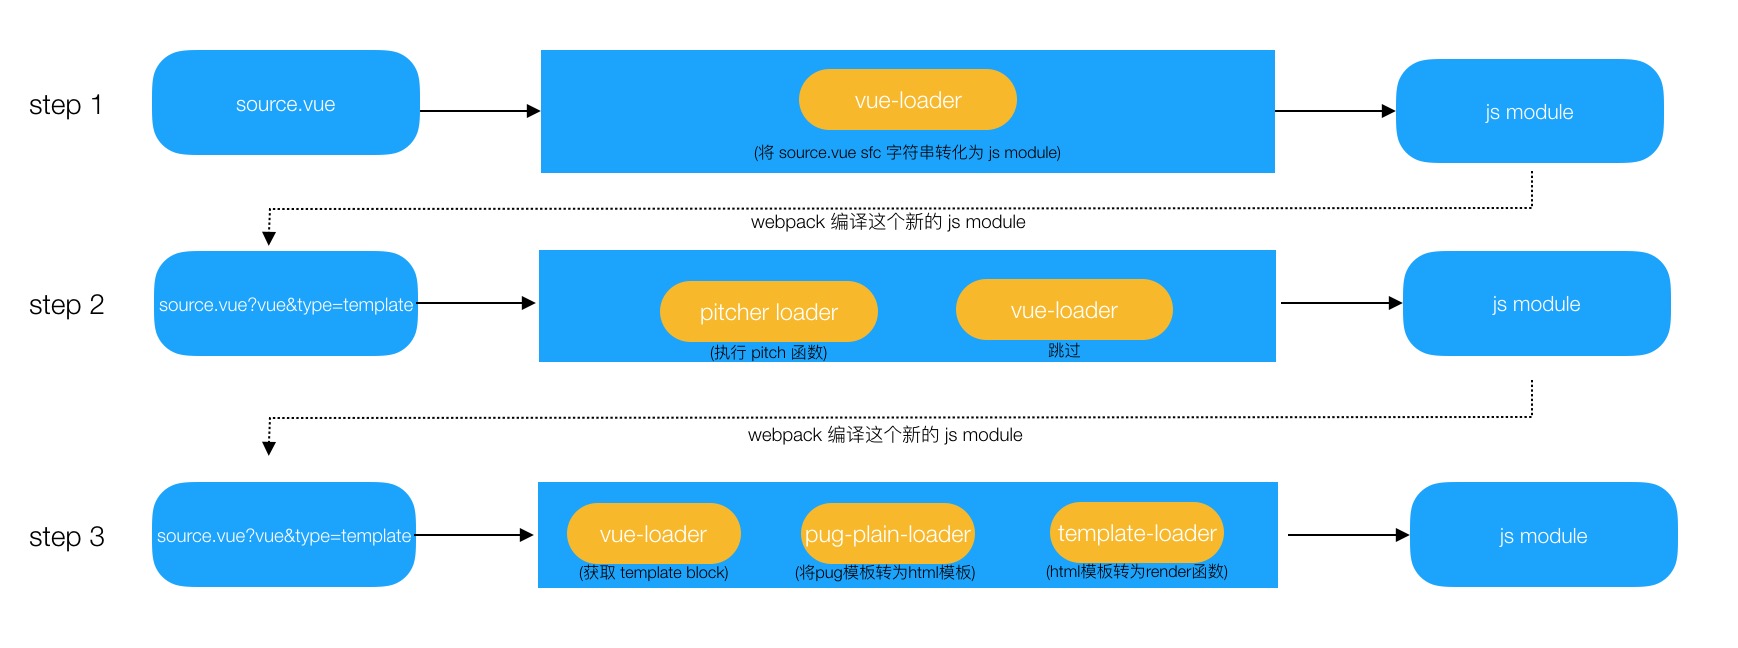 step 1
source.vue
vue-loader
(将 source.vue sfc 字符串转化为 js module)
js module
webpack 编译这个新的 js module
step 2
source.vue?vue&type=template
pitcher loader
(执行 pitch 函数)
vue-loader
跳过
js module
webpack 编译这个新的 js module
step 3
source.vue?vue&type=template
vue-loader
(获取 template block)
pug-plain-loader
(将pug模板转为html模板)
template-loader
(html模板转为render函数)
js module